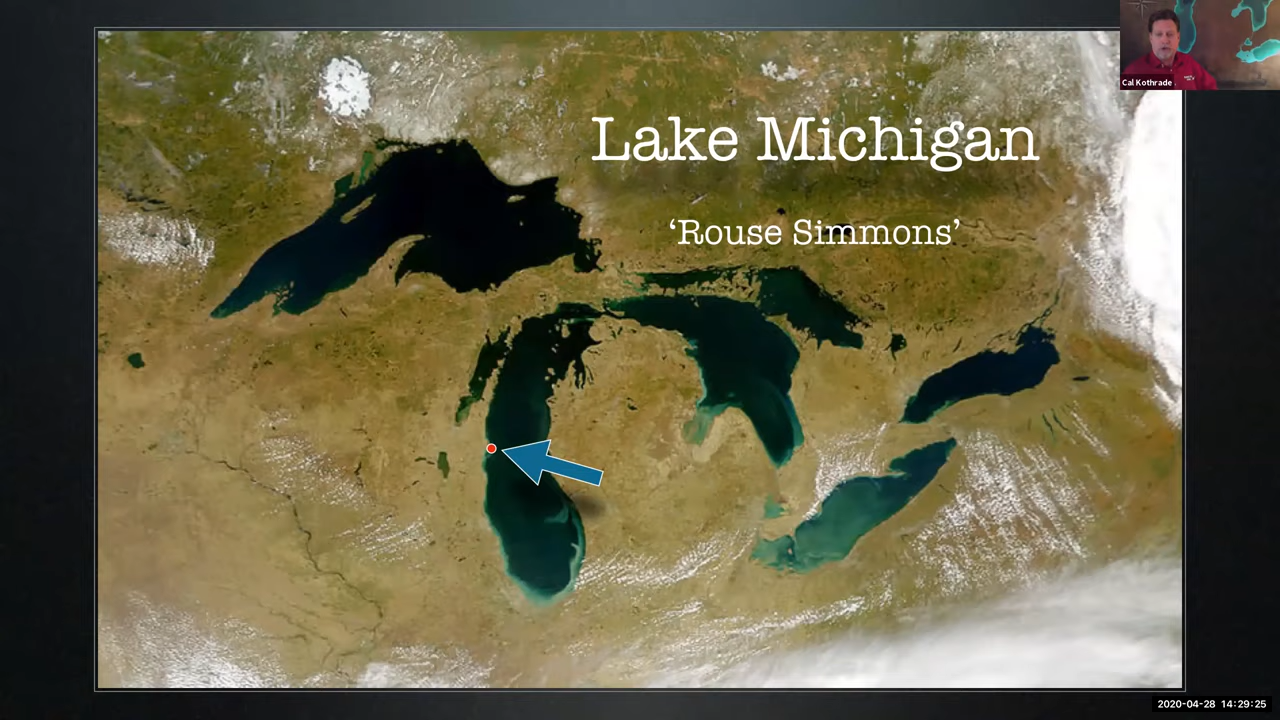 Cal Kothrade
Lake Michigan
‘Rouse Simmons’
2020-04-28 14:29:25